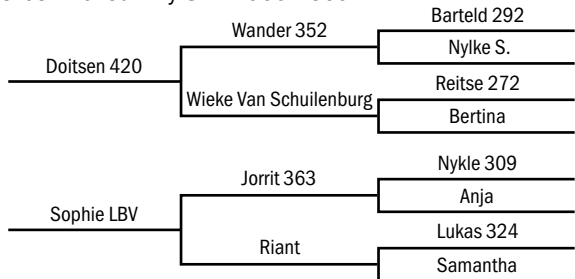 Barteld 292
Wander 352
Nylke S.
Doitsen 420
Reitse 272
Wieke Van Schuilenburg
Bertina
Nykle 309
Jorrit 363
Anja
Sophie LBV
Lukas 324
Riant
Samantha